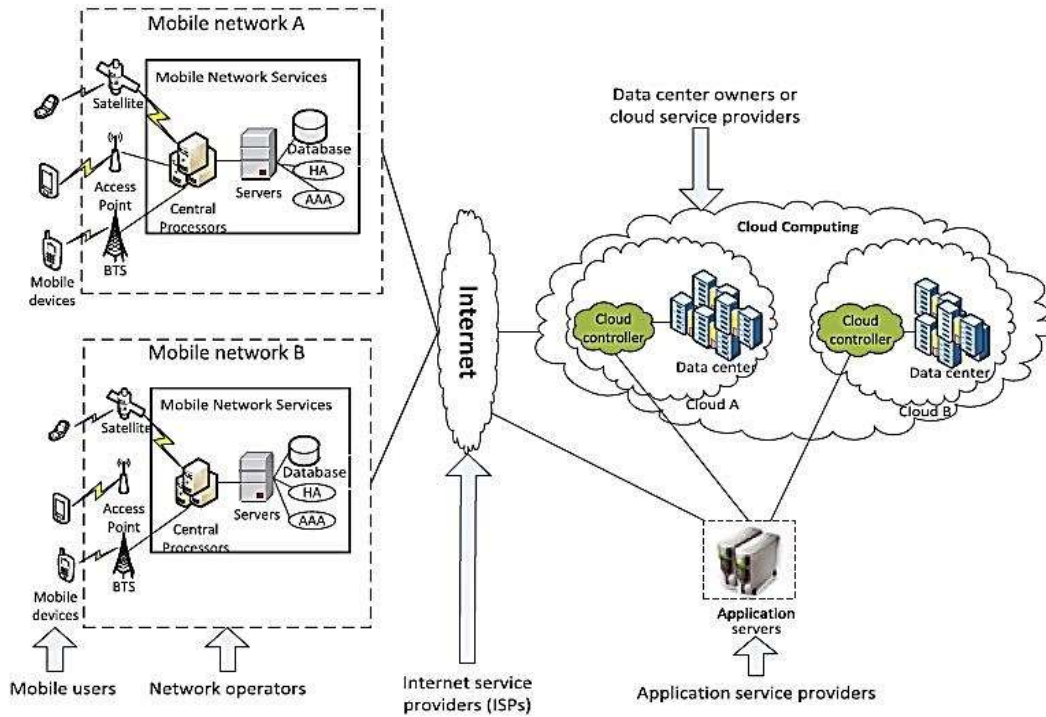 Mobile network A
Mobile Network Services
Satellite
Database
HA
AAA
Servers
Access
Point
Central
Processors
BTS
Mobile
devices
Mobile network B
Mobile Network Services
Satellite
Database
HA
AAA
Servers
Access
Point
Central
Processors
BTS
Mobile
devices
Mobile users
Network operators
Internet
Internet service
providers (ISPs)
Data center owners or
cloud service providers
Cloud Computing
Cloud
controller
Data center
Cloud A
Cloud
controller
Data center
Cloud B
Application
servers
Application service providers